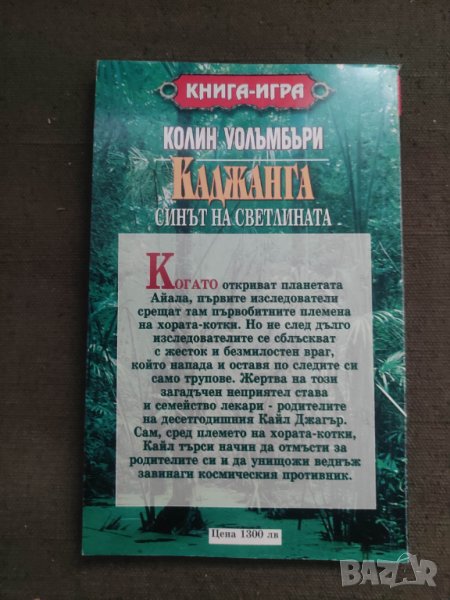 КНИГА-ИГРА
КОЛИН УОЛЪМБЪРИ
КАДЖАНГА
СИНЪТ НА СВЕТЛИНАТА
КОГАТО откриват планетата
Айала, първите изследователи
срещат там първобитните племена
на хората-котки. Но не след дълго
изследователите се сблъскват
с жесток и безмилостен враг,
който напада и оставя по следите си
само трупове. Жертва на този
загадъчен неприятел става
и семейство лекари - родителите
на десетгодишния Кайл Джагър.
Сам, сред племето на хората-котки,
Кайл търси начин да отмъсти за
родителите си и да унищожи веднъж
завинаги космическия противник.
Цена 1300 лв
BAZAR